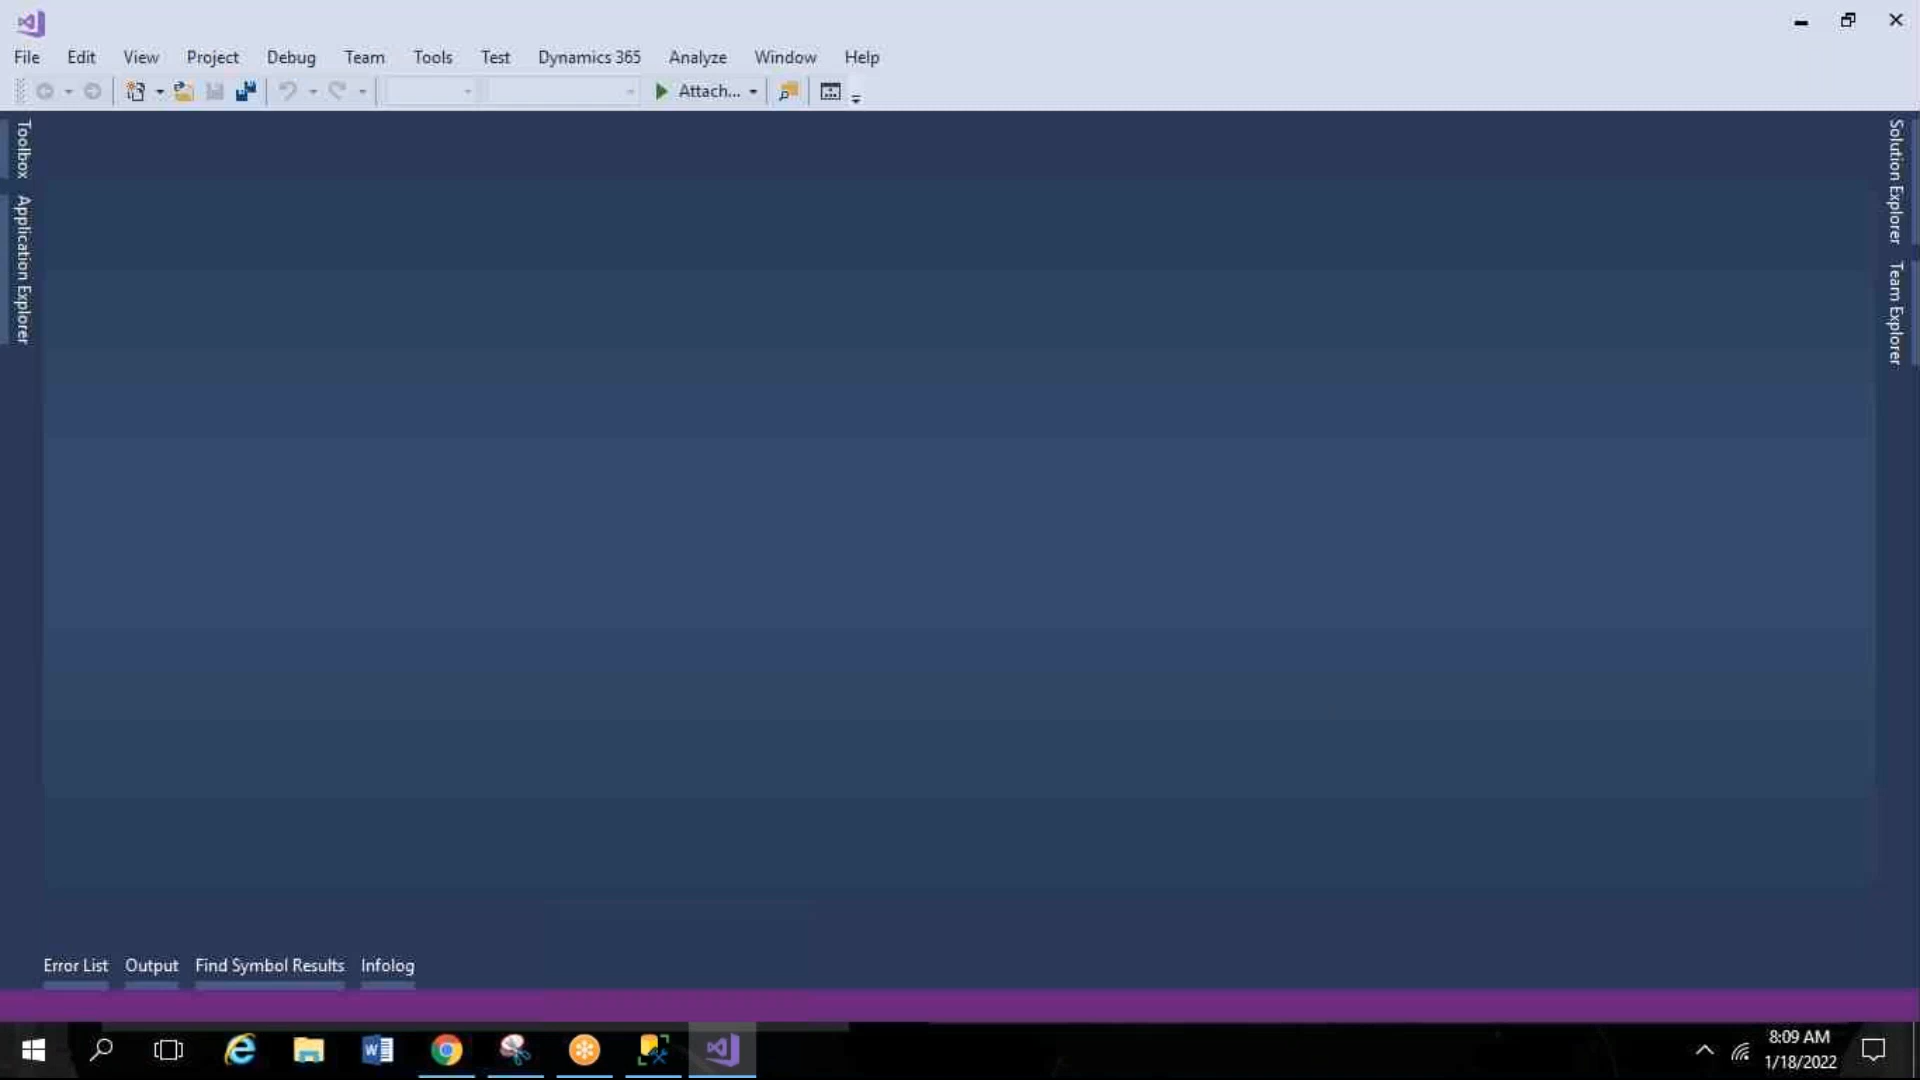 File Edit View Project Debug Team Tools Test Dynamics 365 Analyze Window Help
Attach...
Toolbox
Application Explorer
Solution Explorer
Team Explorer
Error List Output Find Symbol Results Infolog
8:09 AM
1/18/2022